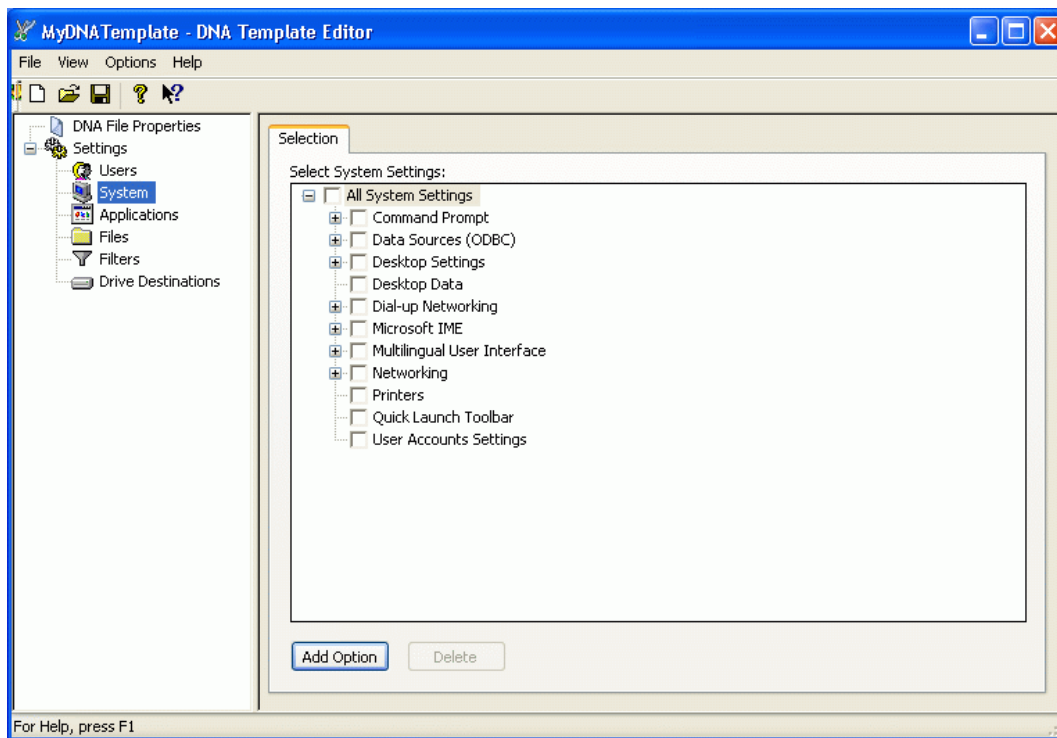 MyDNATemplate - DNA Template Editor
File View Options Help
DNA File Properties
Settings
Users
System
Applications
Files
Filters
Drive Destinations
Selection
Select System Settings:
All System Settings
Command Prompt
Data Sources (ODBC)
Desktop Settings
Desktop Data
Dial-up Networking
Microsoft IME
Multilingual User Interface
Networking
Printers
Quick Launch Toolbar
User Accounts Settings
Add Option Delete
For Help, press F1